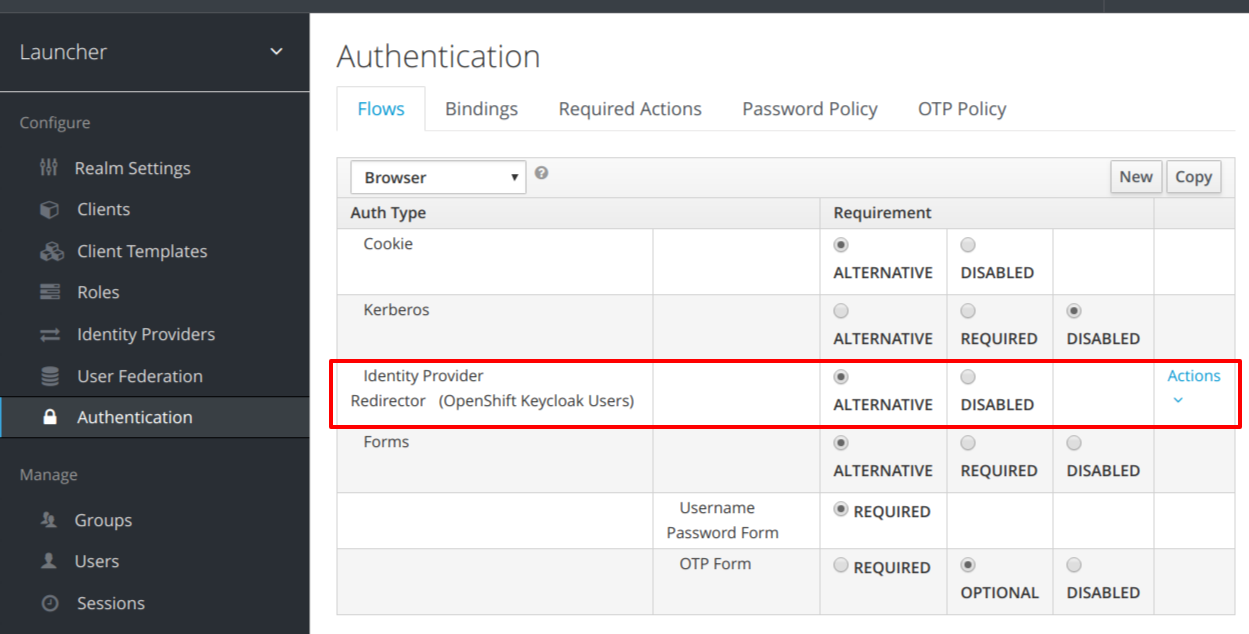 Launcher
Configure
Realm Settings
Clients
Client Templates
Roles
Identity Providers
User Federation
Authentication
Manage
Groups
Users
Sessions
Authentication
Flows Bindings Required Actions Password Policy OTP Policy
Browser New Copy
Auth Type Requirement
Cookie
ALTERNATIVE DISABLED
Kerberos
ALTERNATIVE REQUIRED DISABLED
Identity Provider Actions
Redirector (OpenShift Keycloak Users) ALTERNATIVE DISABLED
Forms
ALTERNATIVE REQUIRED DISABLED
Username REQUIRED
Password Form
OTP Form REQUIRED
OPTIONAL DISABLED